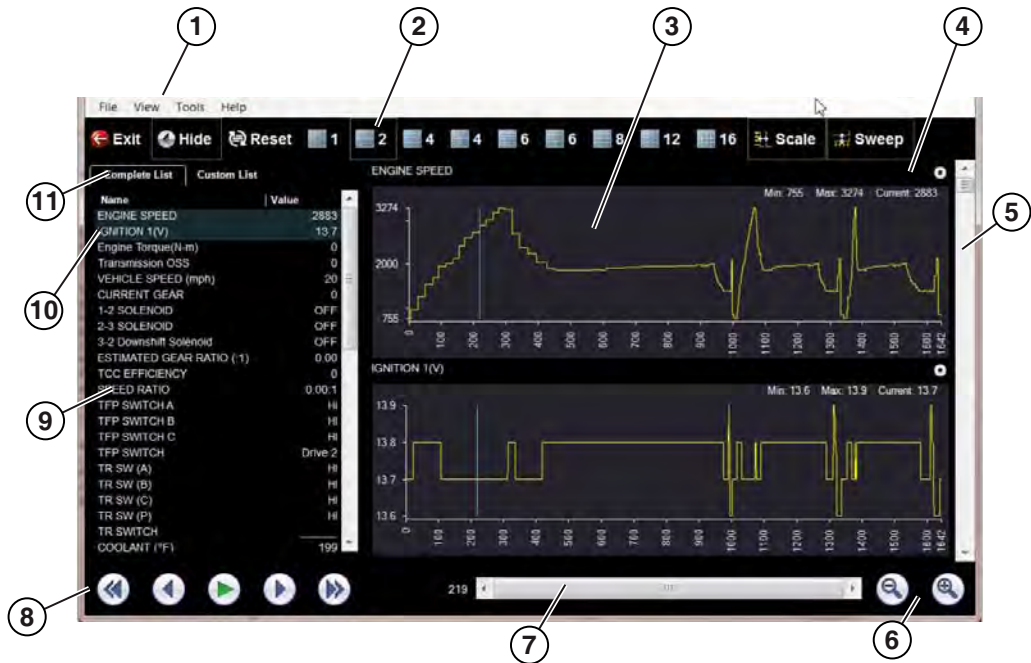 1 2 3 4
File View Tools Help
Exit Hide Reset 1 2 4 4 6 6 8 12 16 Scale Sweep
11 Complete List Custom List ENGINE SPEED
Name Value Min: 755 Max: 3274 Current: 2883
ENGINE SPEED 2883
IGNITION 1(V) 13.7
Engine Torque(N-m) 0
Transmission OSS 0
VEHICLE SPEED (mph) 20
CURRENT GEAR 0
1-2 SOLENOID OFF
2-3 SOLENOID OFF
3-2 Downshift Solenoid OFF
ESTIMATED GEAR RATIO (:1) 0.00
TCC EFFICIENCY 0
SPEED RATIO 0.00:1
TFP SWITCH A HI
TFP SWITCH B HI
TFP SWITCH C HI
TFP SWITCH Drive 2
TR SW (A) HI
TR SW (B) HI
TR SW (C) HI
TR SW (P) HI
TR SWITCH ______
COOLANT (°F) 199
10
9
3274
2000
755
0 100 200 300 400 500 600 700 800 900 1000 1100 1200 1300 1400 1500 1600 1642
5
IGNITION 1(V)
Min: 13.6 Max: 13.9 Current: 13.7
13.9
13.8
13.7
13.6
0 100 200 300 400 500 600 700 800 900 1000 1100 1200 1300 1400 1500 1600 1642
8 219
7 6